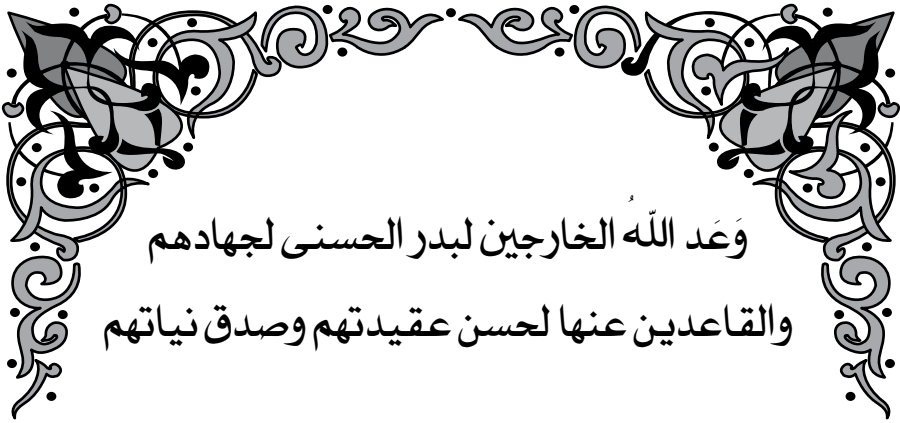 وَعَد اللّهُ الخارجين لبدر الحسنى لجهادهم
والقاعدين عنها لحسن عقيدتهم وصدق نياتهم